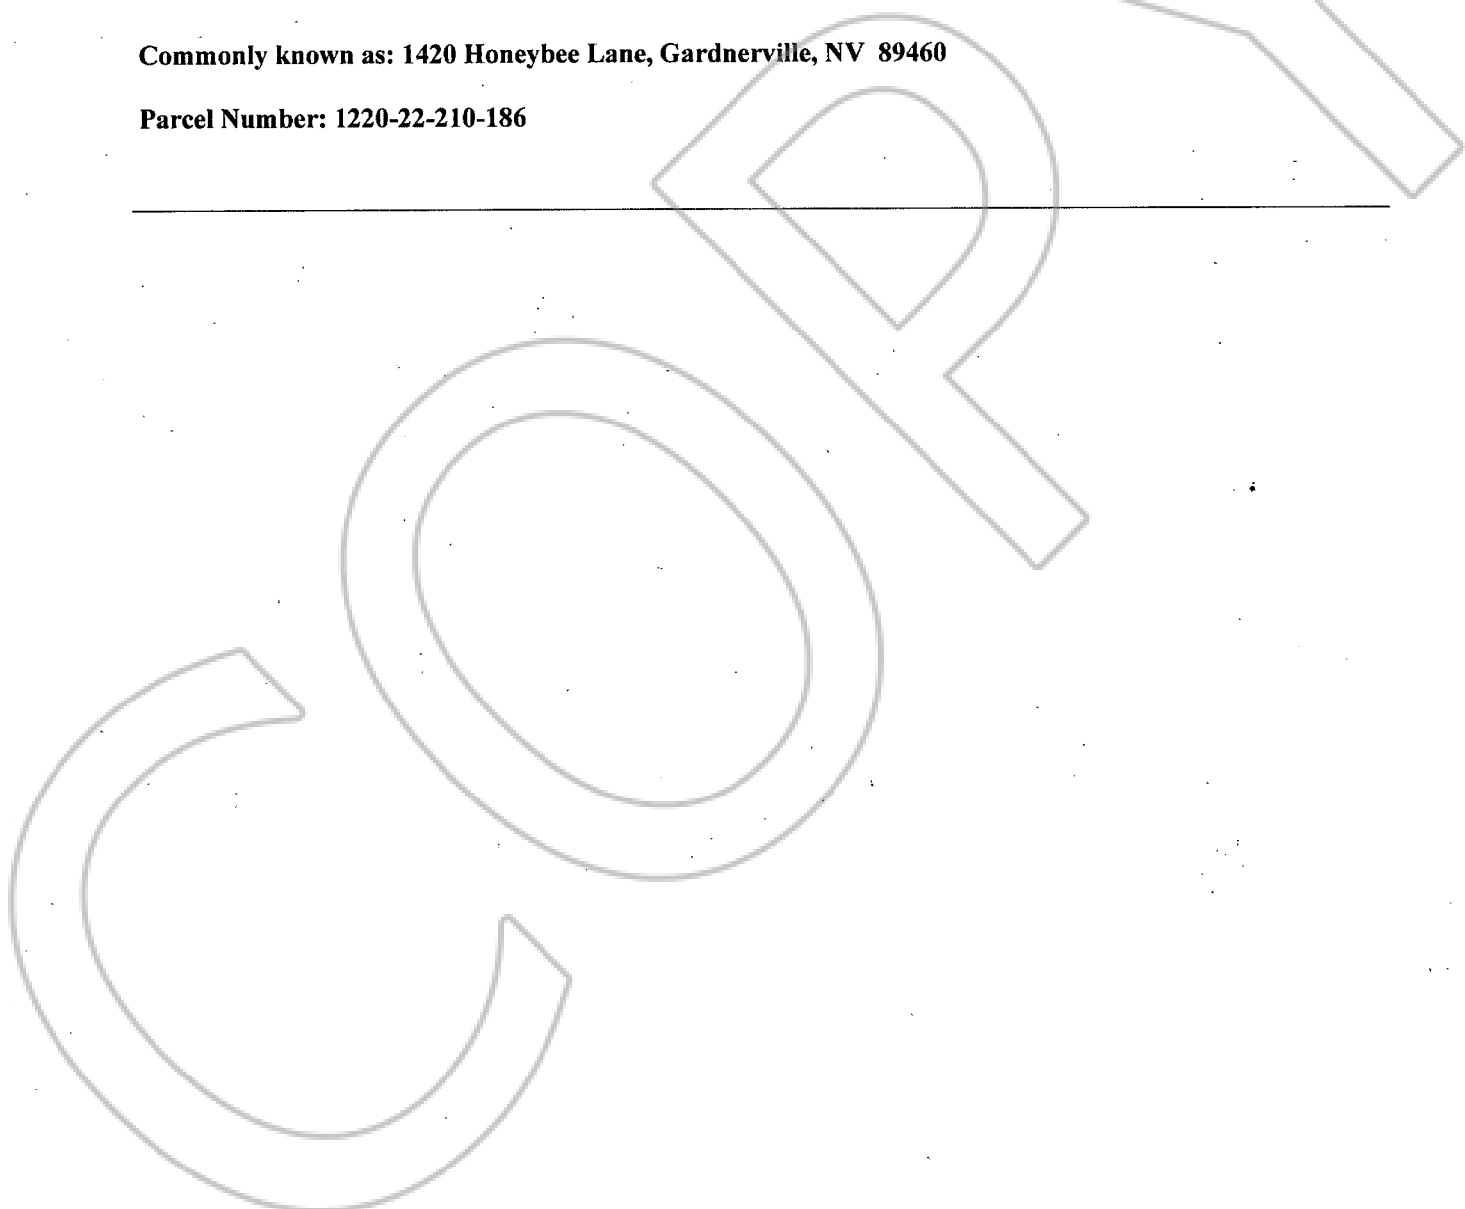 Commonly known as: 1420 Honeybee Lane, Gardnerville, NV 89460
Parcel Number: 1220-22-210-186
COPY